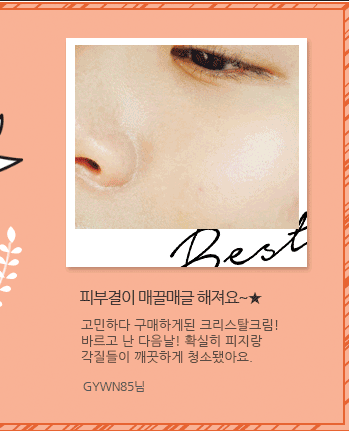 Best
피부결이 매끌매글 해져요~★
고민하다 구매하게된 크리스탈크림!
바르고 난 다음날! 확실히 피지랑
각질들이 깨끗하게 청소됐아요.
GYWN85님